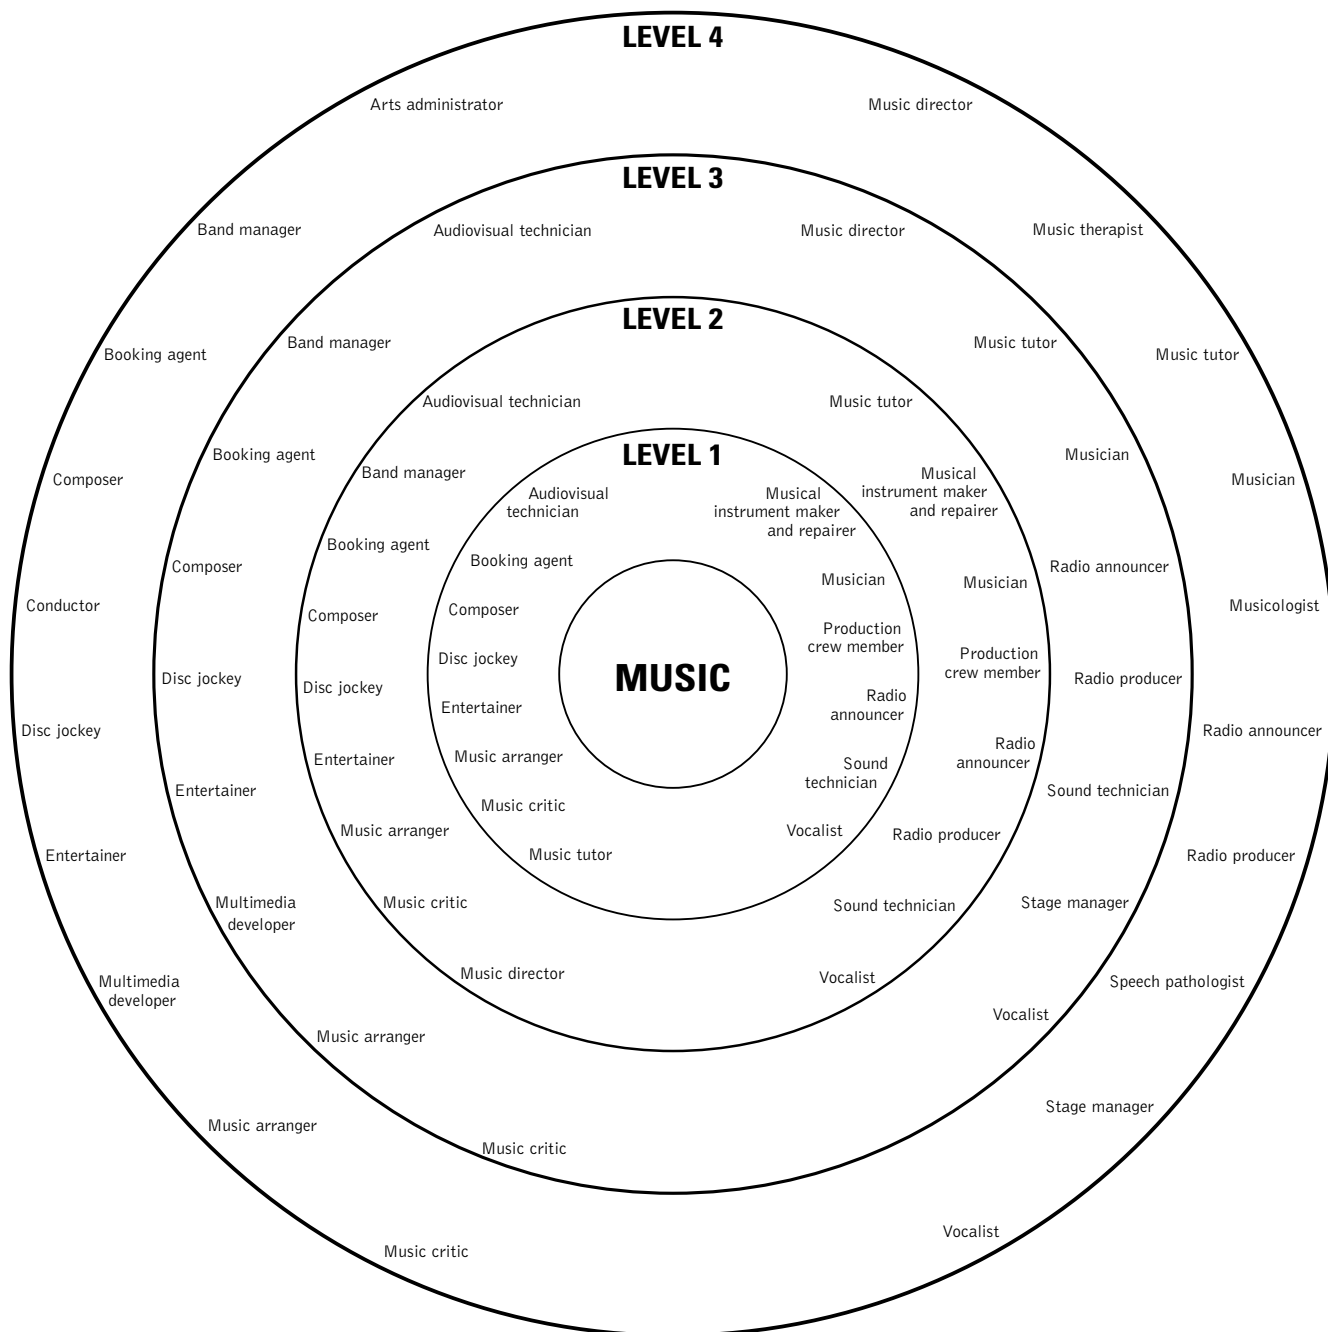 LEVEL 4
Arts administrator
Band manager
Booking agent
Composer
Conductor
Disc jockey
Entertainer
Multimedia
developer
Music arranger
Music critic
Music director
Music therapist
Music tutor
Musician
Musicologist
Radio announcer
Radio producer
Speech pathologist
Stage manager
Vocalist
LEVEL 3
Audiovisual technician
Band manager
Booking agent
Composer
Disc jockey
Entertainer
Multimedia
developer
Music arranger
Music critic
Music director
Music tutor
Musician
Radio announcer
Radio producer
Sound technician
Stage manager
Vocalist
LEVEL 2
Audiovisual technician
Band manager
Booking agent
Composer
Disc jockey
Entertainer
Music arranger
Music critic
Music director
Music tutor
Musical
instrument maker
and repairer
Musician
Production
crew member
Radio
announcer
Radio producer
Sound technician
Vocalist
LEVEL 1
Audiovisual
technician
Booking agent
Composer
Disc jockey
Entertainer
Music arranger
Music critic
Music tutor
Musical
instrument maker
and repairer
Musician
Production
crew member
Radio
announcer
Sound
technician
Vocalist
MUSIC